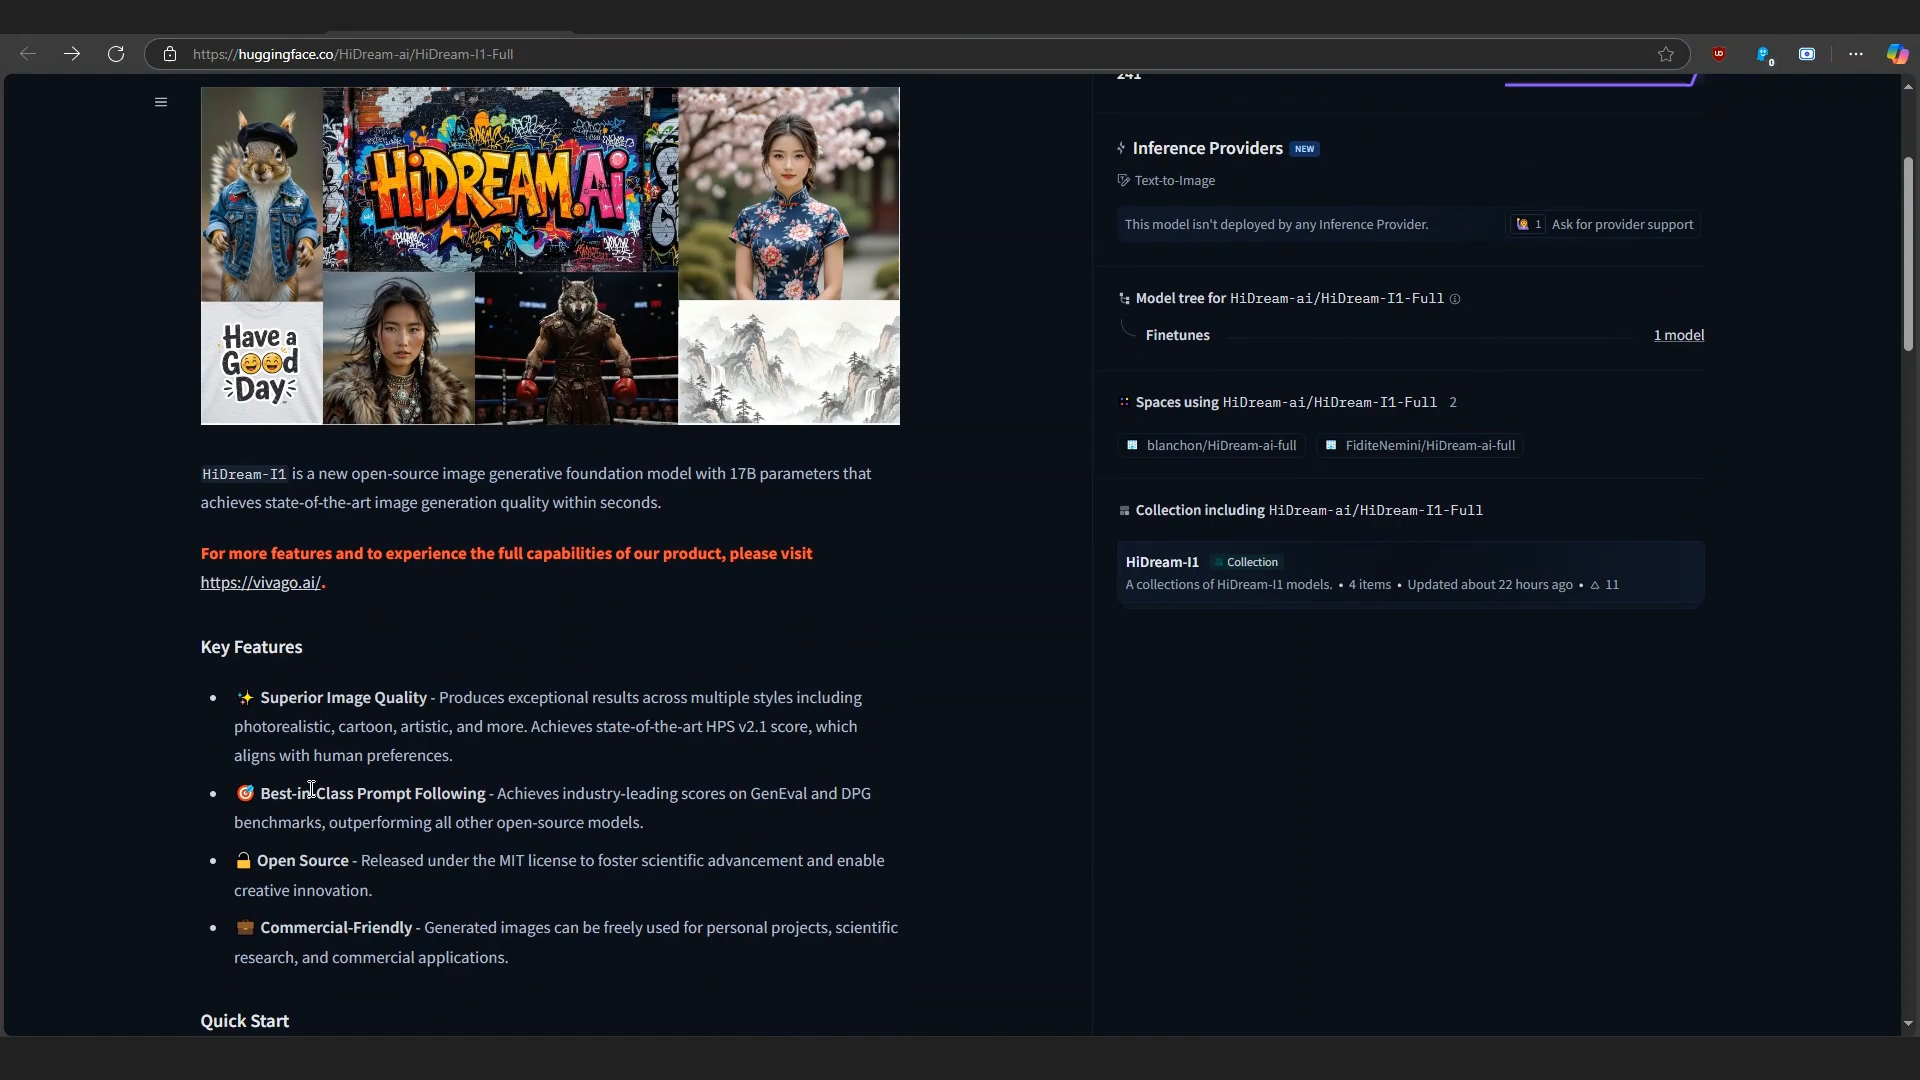 https://huggingface.co/HiDream-ai/HiDream-I1-Full
UD
0
HiDREAM.Ai
Have a
Good
Day
HiDream-I1 is a new open-source image generative foundation model with 17B parameters that
achieves state-of-the-art image generation quality within seconds.
For more features and to experience the full capabilities of our product, please visit
https://vivago.ai/.
Key Features
• ✨ Superior Image Quality - Produces exceptional results across multiple styles including
photorealistic, cartoon, artistic, and more. Achieves state-of-the-art HPS v2.1 score, which
aligns with human preferences.
• 🎯 Best-in-Class Prompt Following - Achieves industry-leading scores on GenEval and DPG
benchmarks, outperforming all other open-source models.
• 🔓 Open Source - Released under the MIT license to foster scientific advancement and enable
creative innovation.
• 💼 Commercial-Friendly - Generated images can be freely used for personal projects, scientific
research, and commercial applications.
Quick Start
241
Inference Providers NEW
Text-to-Image
This model isn't deployed by any Inference Provider.
🙋 1 Ask for provider support
Model tree for HiDream-ai/HiDream-I1-Full
Finetunes 1 model
Spaces using HiDream-ai/HiDream-I1-Full 2
blanchon/HiDream-ai-full FiditeNemini/HiDream-ai-full
Collection including HiDream-ai/HiDream-I1-Full
HiDream-I1 Collection
A collections of HiDream-I1 models. • 4 items • Updated about 22 hours ago • △ 11